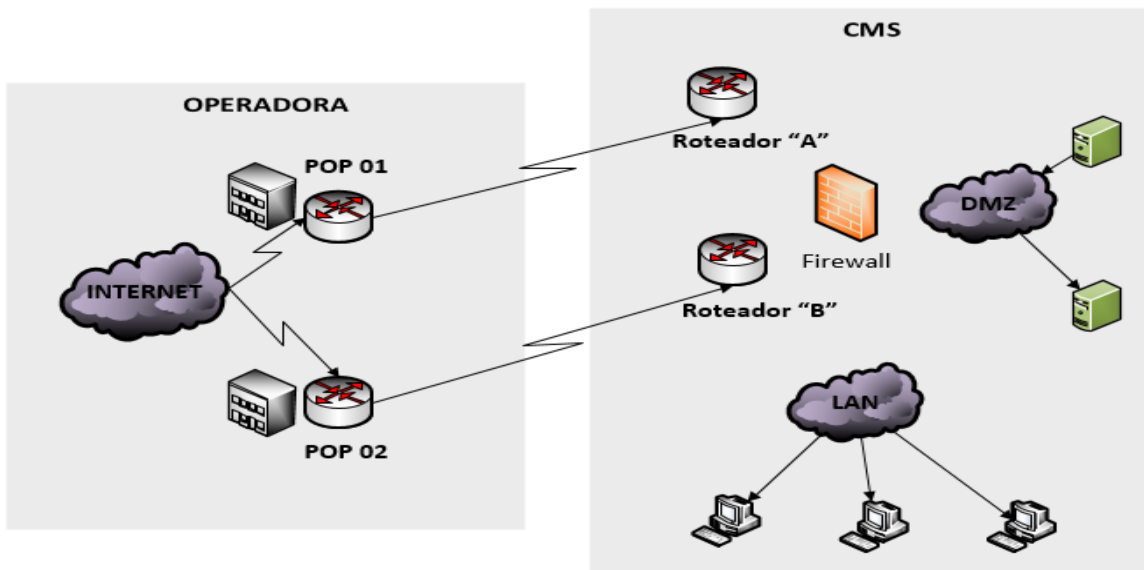 CMS
OPERADORA
POP 01
INTERNET
POP 02
Roteador “A”
Roteador “B”
Firewall
DMZ
LAN